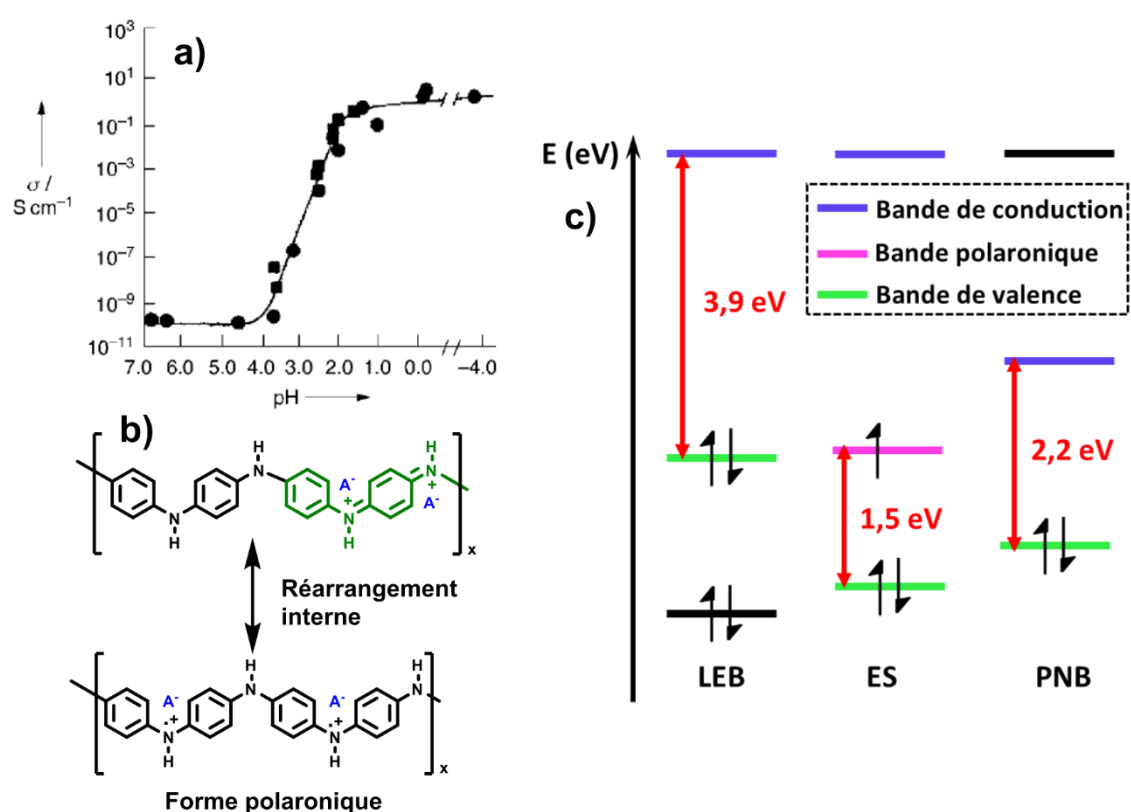 a)
10³
10¹
10⁻¹
10⁻³
10⁻⁵
10⁻⁷
10⁻⁹
10⁻¹¹
σ /
S cm⁻¹
7.0 6.0 5.0 4.0 3.0 2.0 1.0 0.0 −4.0
pH
b)
H
N
H
N
A⁻
N
+
H
H
N
+
A⁻
x
Réarrangement
interne
H
N
H
N
A⁻
N
·+
H
A⁻
N
·+
H
x
Forme polaronique
c)
E (eV)
Bande de conduction
Bande polaronique
Bande de valence
3,9 eV
1,5 eV
2,2 eV
LEB ES PNB